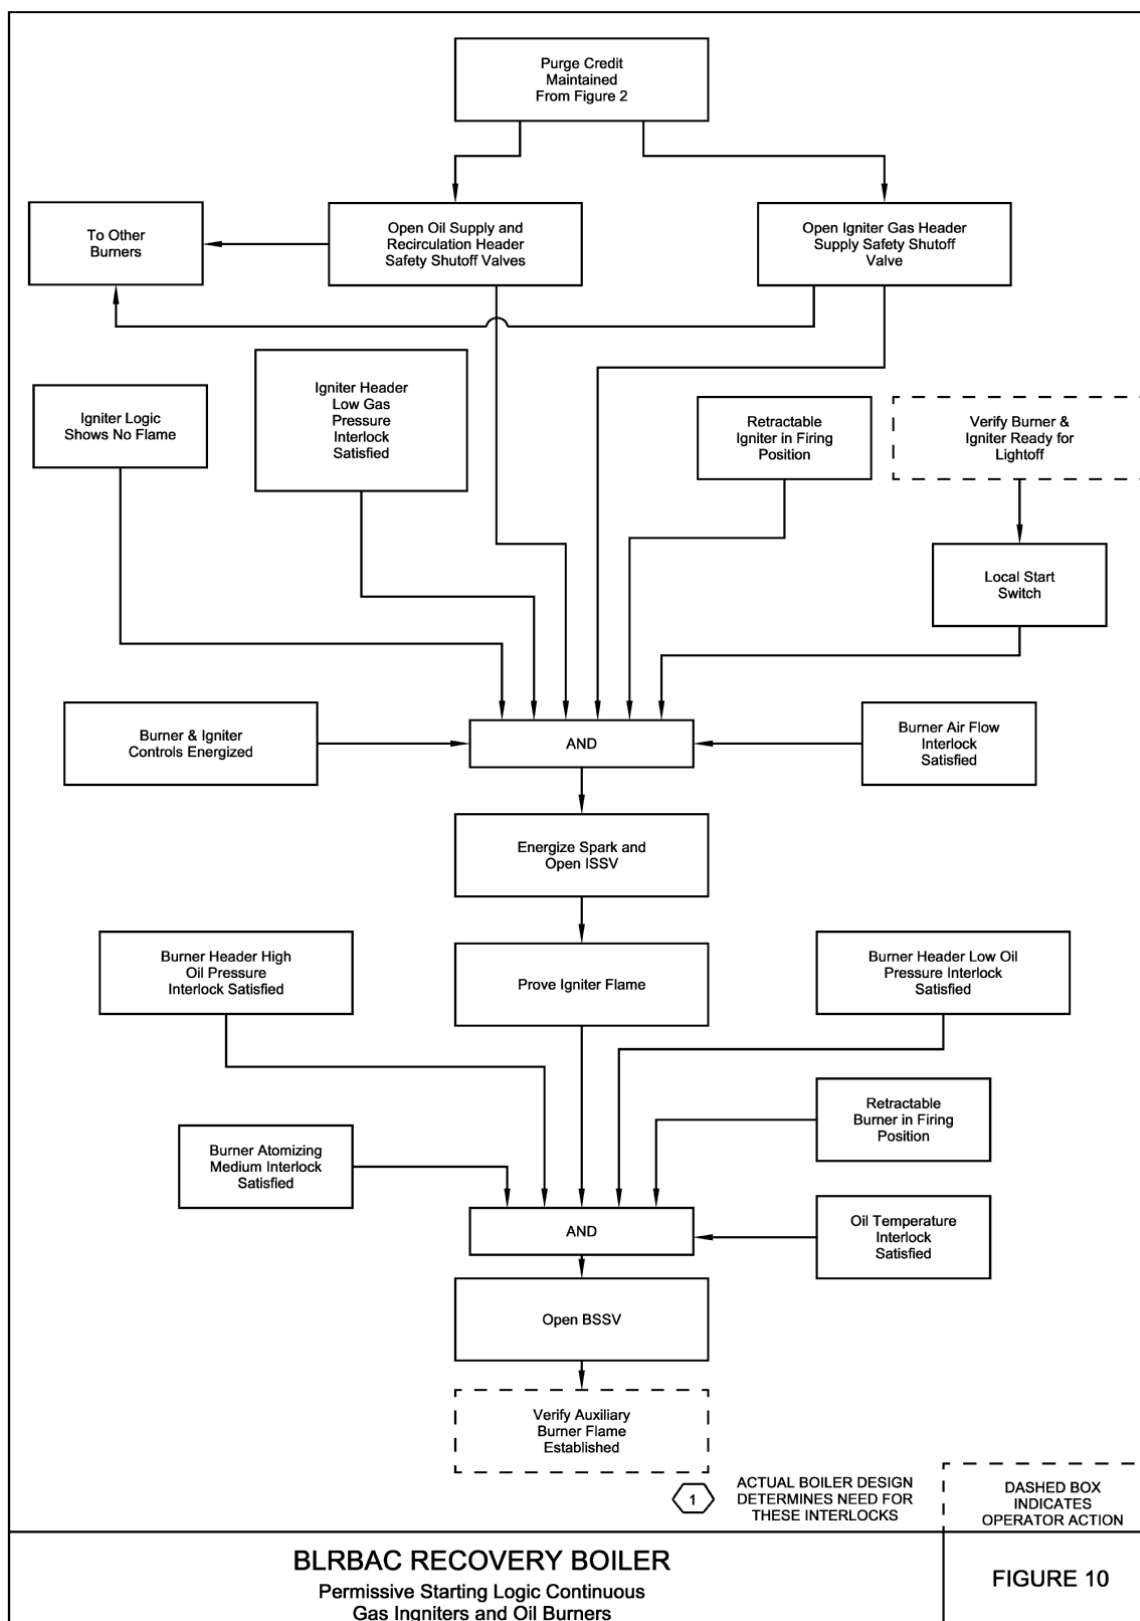 Purge Credit
Maintained
From Figure 2
To Other
Burners
Open Oil Supply and
Recirculation Header
Safety Shutoff Valves
Open Igniter Gas Header
Supply Safety Shutoff
Valve
Igniter Logic
Shows No Flame
Igniter Header
Low Gas
Pressure
Interlock
Satisfied
Retractable
Igniter in Firing
Position
Verify Burner &
Igniter Ready for
Lightoff
Local Start
Switch
Burner & Igniter
Controls Energized
AND
Burner Air Flow
Interlock
Satisfied
Energize Spark and
Open ISSV
Burner Header High
Oil Pressure
Interlock Satisfied
Prove Igniter Flame
Burner Header Low Oil
Pressure Interlock
Satisfied
Retractable
Burner in Firing
Position
Burner Atomizing
Medium Interlock
Satisfied
AND
Oil Temperature
Interlock
Satisfied
Open BSSV
Verify Auxiliary
Burner Flame
Established
1
ACTUAL BOILER DESIGN
DETERMINES NEED FOR
THESE INTERLOCKS
DASHED BOX
INDICATES
OPERATOR ACTION
BLRBAC RECOVERY BOILER
Permissive Starting Logic Continuous
Gas Ingniters and Oil Burners
FIGURE 10